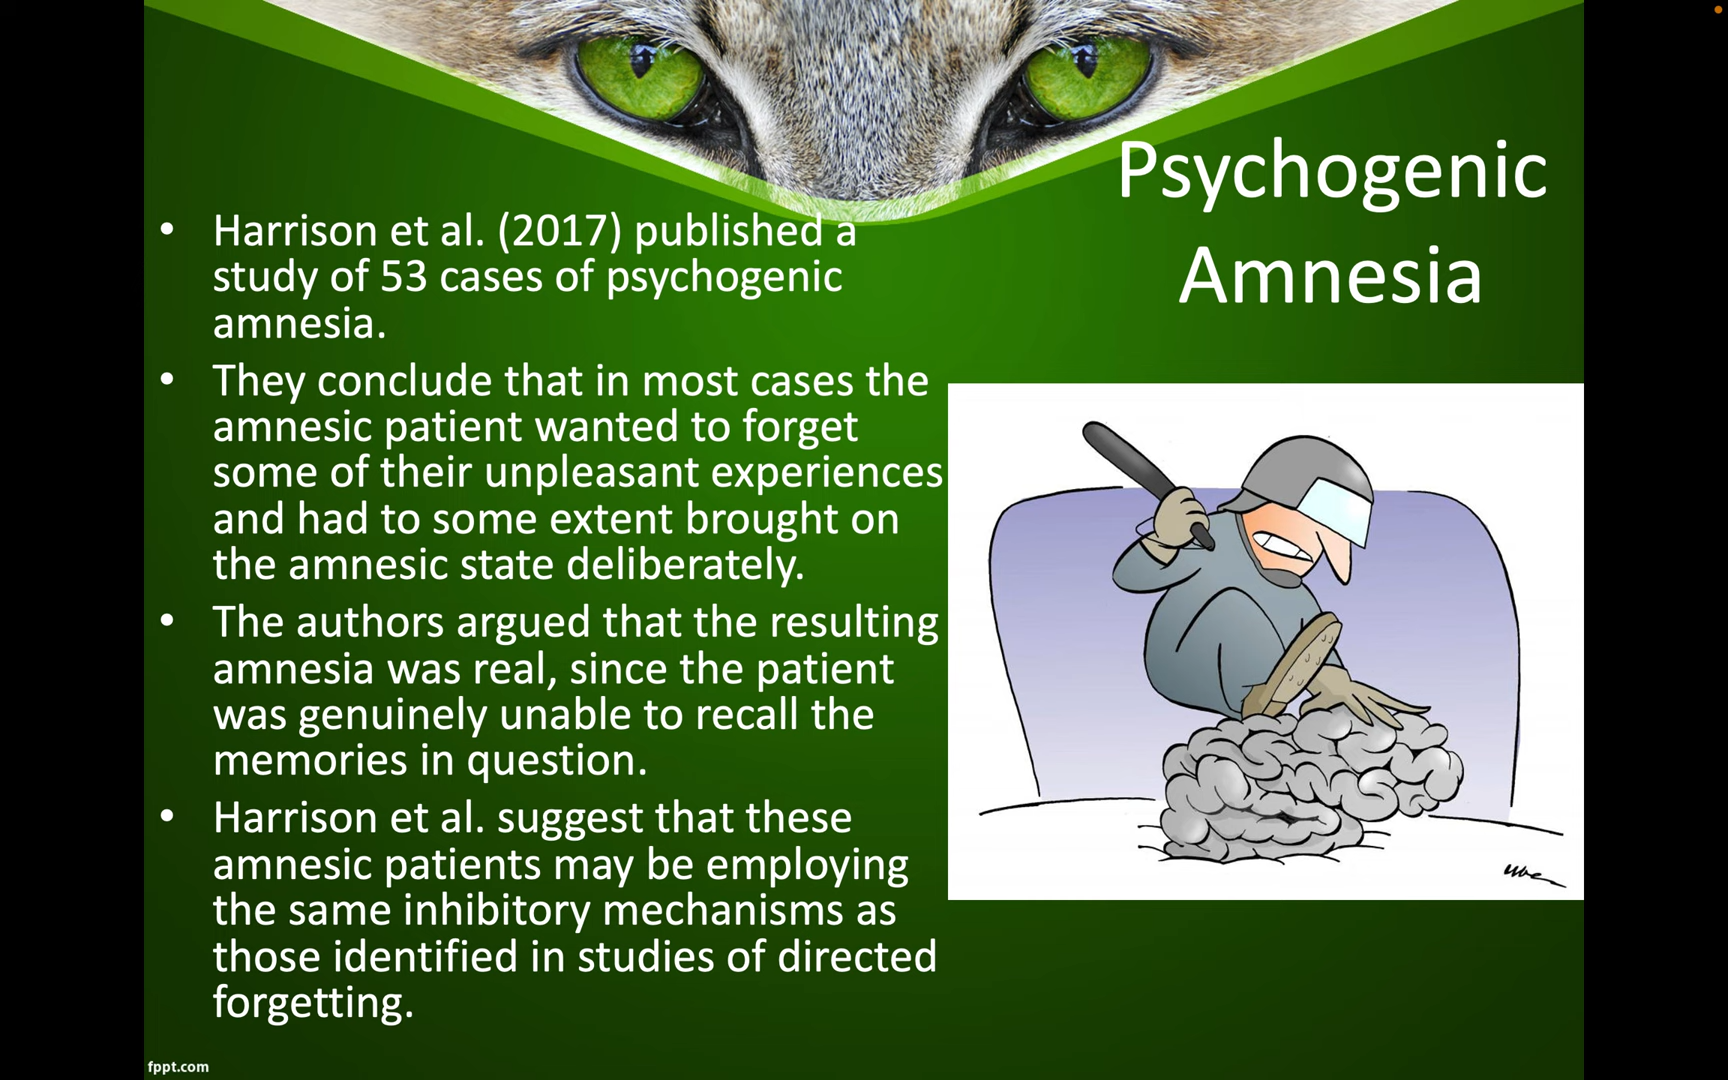 Psychogenic
Amnesia
• Harrison et al. (2017) published a
study of 53 cases of psychogenic
amnesia.
• They conclude that in most cases the
amnesic patient wanted to forget
some of their unpleasant experiences
and had to some extent brought on
the amnesic state deliberately.
• The authors argued that the resulting
amnesia was real, since the patient
was genuinely unable to recall the
memories in question.
• Harrison et al. suggest that these
amnesic patients may be employing
the same inhibitory mechanisms as
those identified in studies of directed
forgetting.
fppt.com